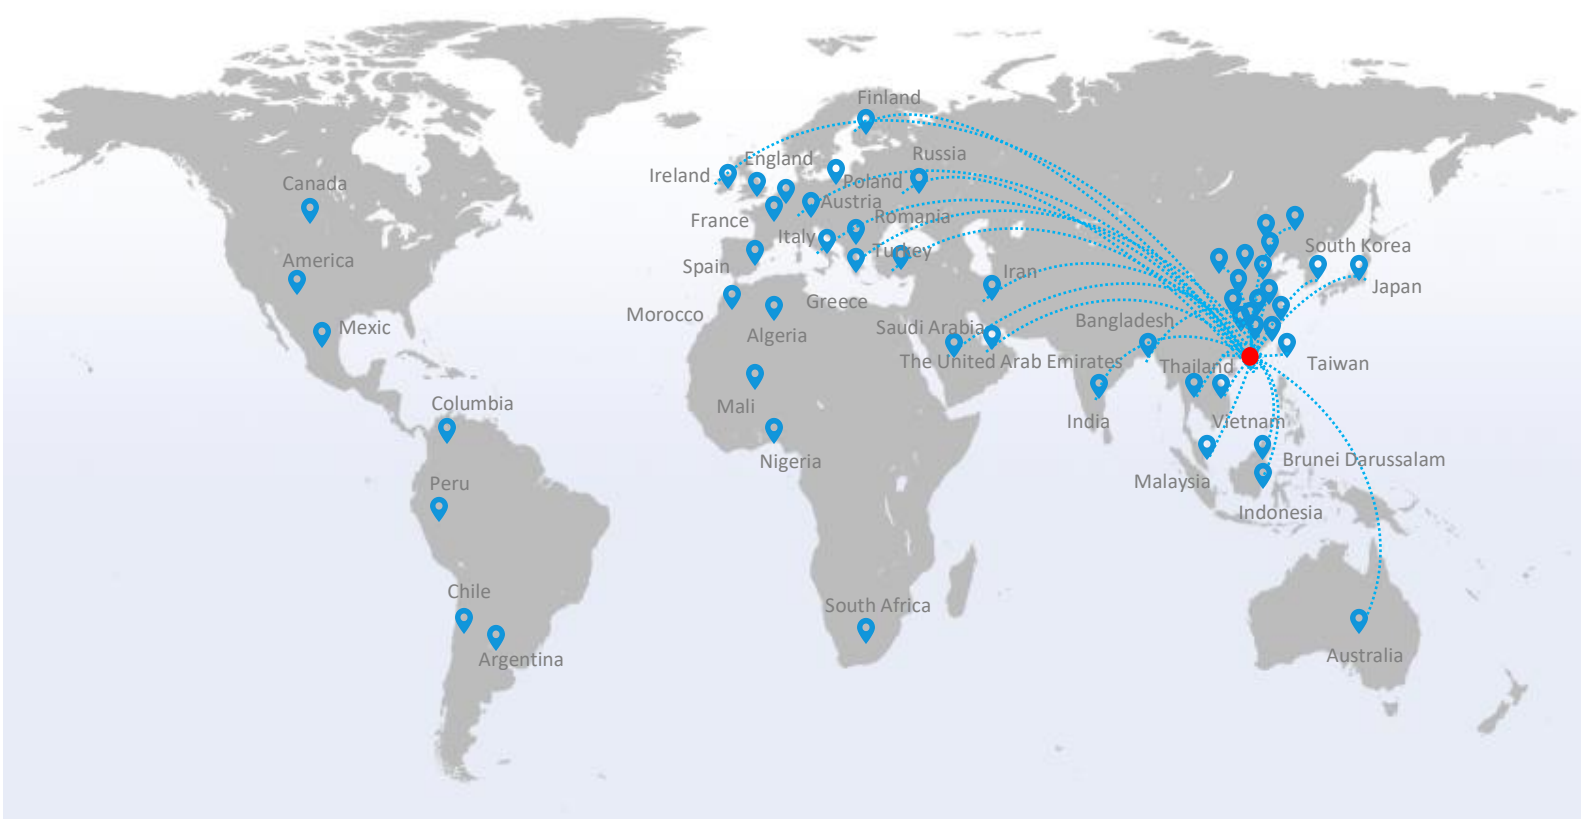 Finland
England
Russia
Ireland
Poland
Canada
Austria
France
Romania
Italy
South Korea
Turkey
America
Spain
Iran
Japan
Greece
Morocco
Bangladesh
Mexic
Algeria
Saudi Arabia
The United Arab Emirates
Thailand
Taiwan
Columbia
Mali
India
Vietnam
Nigeria
Brunei Darussalam
Peru
Malaysia
Indonesia
Chile
South Africa
Argentina
Australia